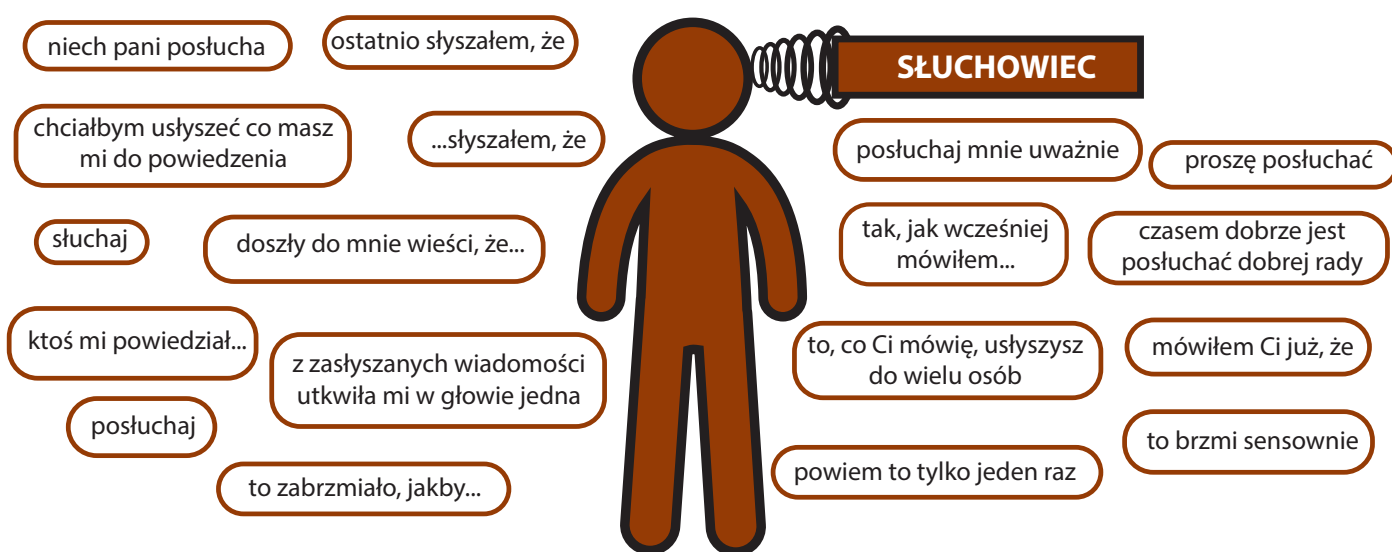 niech pani posłucha
ostatnio słyszałem, że
SŁUCHOWIEC
chciałbym usłyszeć co masz
mi do powiedzenia
...słyszałem, że
posłuchaj mnie uważnie
proszę posłuchać
słuchaj
doszły do mnie wieści, że...
tak, jak wcześniej
mówiłem...
czasem dobrze jest
posłuchać dobrej rady
ktoś mi powiedział...
z zasłyszanych wiadomości
utkwiła mi w głowie jedna
to, co Ci mówię, usłyszysz
do wielu osób
mówiłem Ci już, że
posłuchaj
to brzmi sensownie
to zabrzmiało, jakby...
powiem to tylko jeden raz